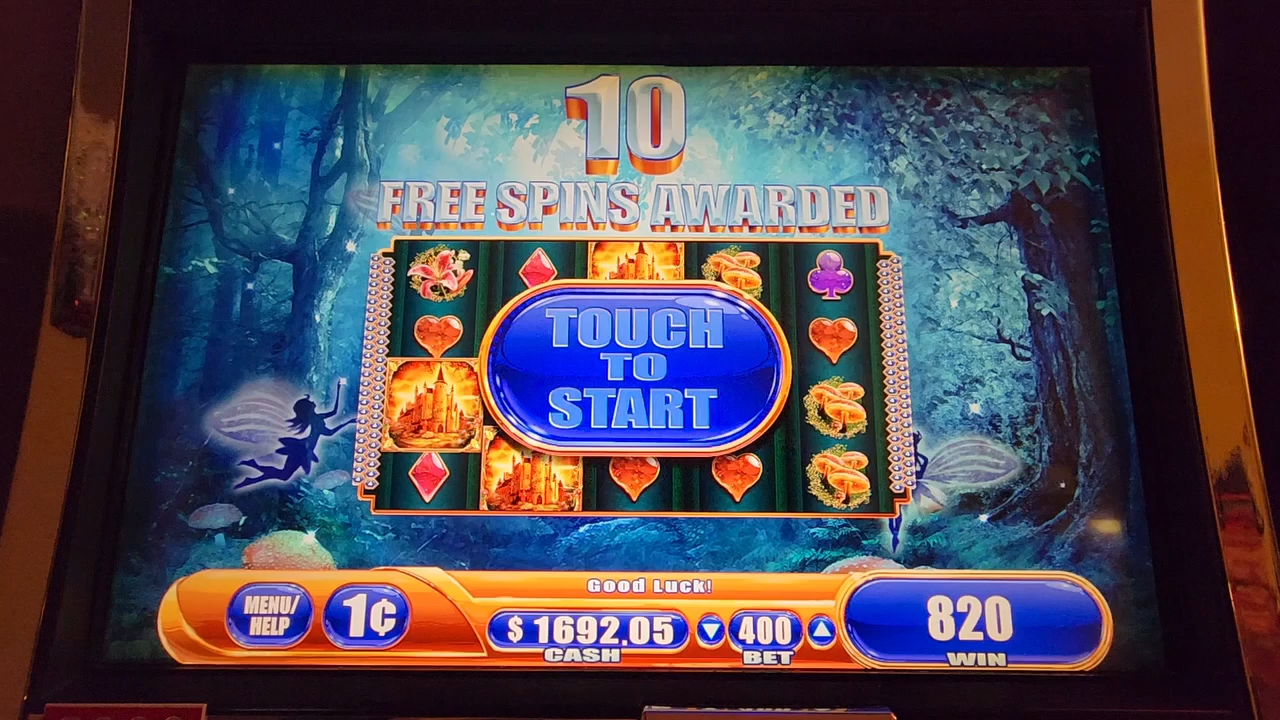 10
FREE SPINS AWARDED
TOUCH
TO
START
Good Luck!
MENU/
HELP
1¢
$ 1692.05
CASH
400
BET
820
WIN